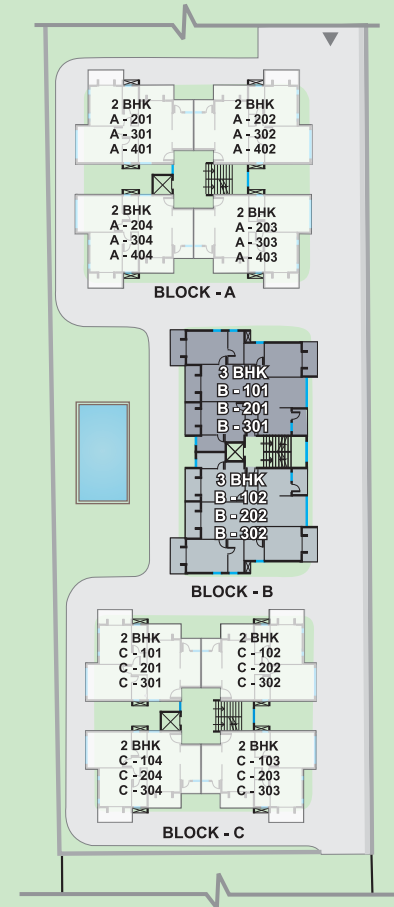 2 BHK
A - 201
A - 301
A - 401
2 BHK
A - 202
A - 302
A - 402
2 BHK
A - 204
A - 304
A - 404
2 BHK
A - 203
A - 303
A - 403
BLOCK - A
3 BHK
B - 101
B - 201
B - 301
3 BHK
B - 102
B - 202
B - 302
BLOCK - B
2 BHK
C - 101
C - 201
C - 301
2 BHK
C - 102
C - 202
C - 302
2 BHK
C - 104
C - 204
C - 304
2 BHK
C - 103
C - 203
C - 303
BLOCK - C